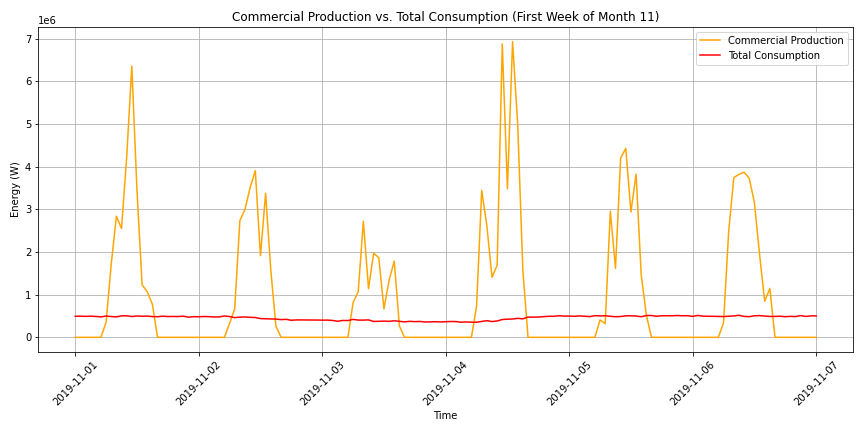 Commercial Production vs. Total Consumption (First Week of Month 11)
1e6
Commercial Production
Total Consumption
7
6
5
4
3
2
1
0
Energy (W)
2019-11-01
2019-11-02
2019-11-03
2019-11-04
2019-11-05
2019-11-06
2019-11-07
Time